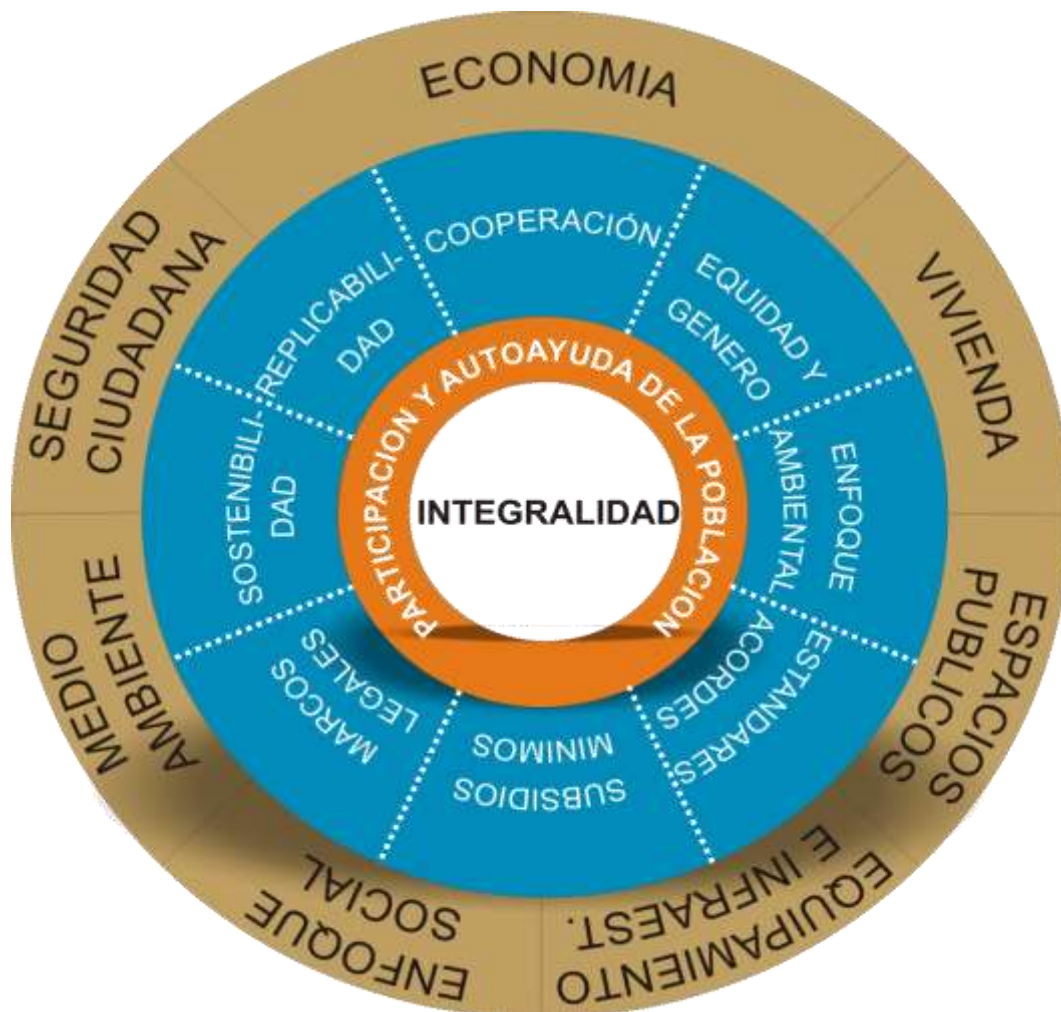 ECONOMIA
VIVIENDA
ESPACIOS
PUBLICOS
EQUIPAMIENTO
E INFRAEST.
ENFOQUE
SOCIAL
MEDIO
AMBIENTE
SEGURIDAD
CIUDADANA
COOPERACIÓN
EQUIDAD Y
GENERO
ENFOQUE
AMBIENTAL
ESTANDARES
ACORDES
SUBSIDIOS
MINIMOS
MARCOS
LEGALES
SOSTENIBILI-
DAD
REPLICABILI-
DAD
PARTICIPACION Y AUTOAYUDA DE LA POBLACION
INTEGRALIDAD